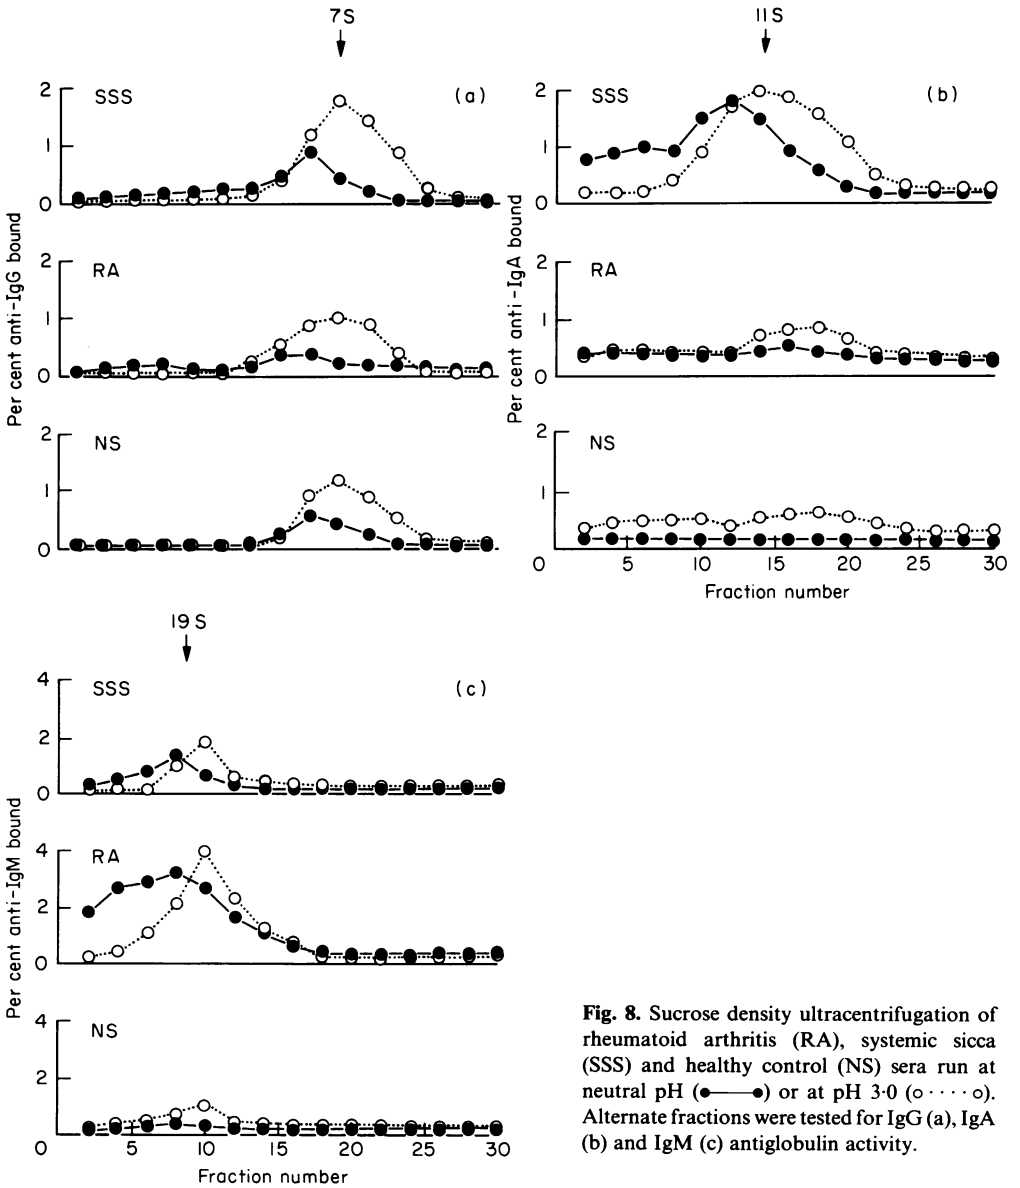 7S
SSS
(a)
2
1
0
RA
2
1
0
NS
2
1
0
Per cent anti-IgG bound
11S
SSS
(b)
2
1
0
RA
2
1
0
NS
2
1
0 5 10 15 20 25 30
Fraction number
Per cent anti-IgA bound
19S
SSS
(c)
4
2
0
RA
4
2
0
NS
4
2
0 5 10 15 20 25 30
Fraction number
Per cent anti-IgM bound
Fig. 8. Sucrose density ultracentrifugation of
rheumatoid arthritis (RA), systemic sicca
(SSS) and healthy control (NS) sera run at
neutral pH (●——●) or at pH 3·0 (○····○).
Alternate fractions were tested for IgG (a), IgA
(b) and IgM (c) antiglobulin activity.